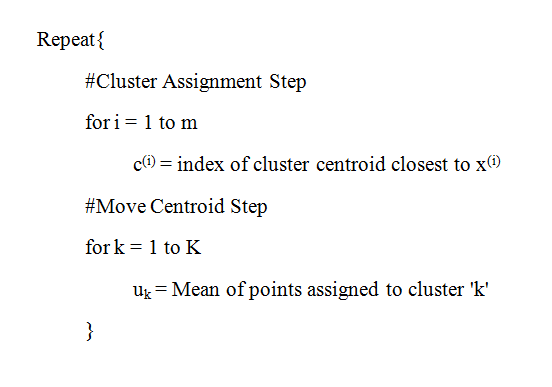 Repeat{
#Cluster Assignment Step
for i = 1 to m
c⁽ⁱ⁾ = index of cluster centroid closest to x⁽ⁱ⁾
#Move Centroid Step
for k = 1 to K
uₖ = Mean of points assigned to cluster 'k'
}